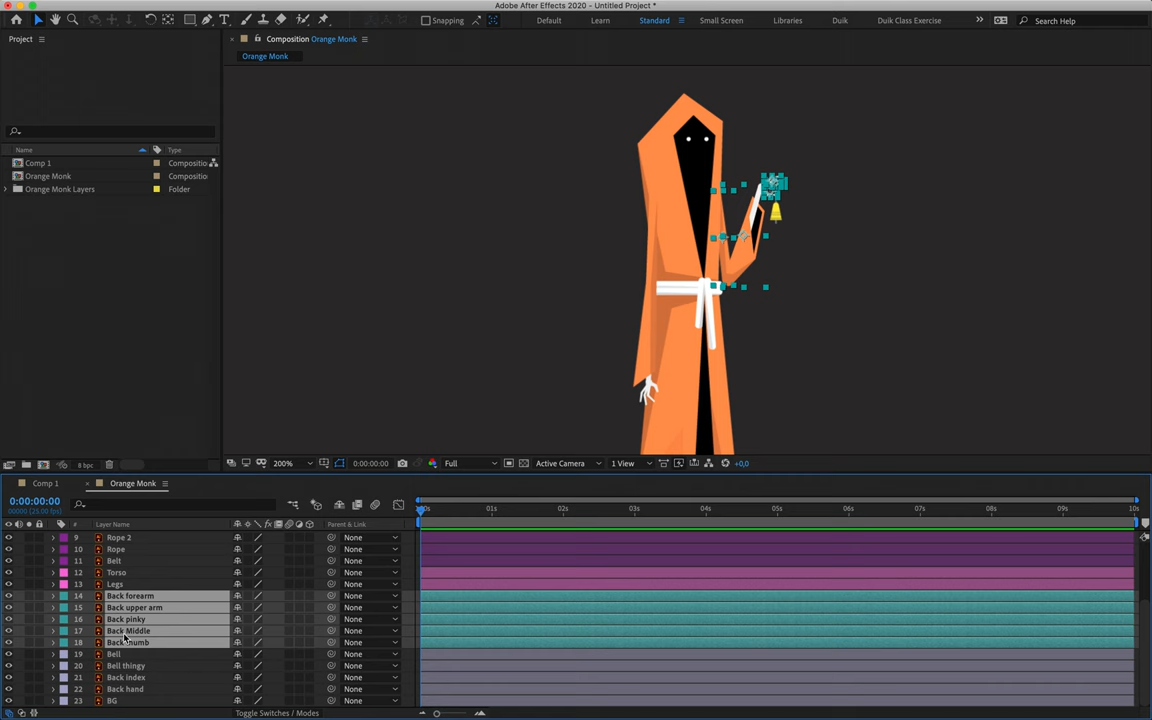 Adobe After Effects 2020 - Untitled Project *
Snapping
Default
Learn
Standard
Small Screen
Libraries
Duik
Duik Class Exercise
Search Help
Project
Composition Orange Monk
Orange Monk
Name
Type
Comp 1
Compositio
Orange Monk
Compositio
Orange Monk Layers
Folder
8 bpc
200%
0:00:00:00
Full
Active Camera
1 View
+0,0
Comp 1
Orange Monk
0:00:00:00
00000 (25.00 fps)
Layer Name
Parent & Link
01s
02s
03s
04s
05s
06s
07s
08s
09s
10s
9 Rope 2 None
10 Rope None
11 Belt None
12 Torso None
13 Legs None
14 Back forearm None
15 Back upper arm None
16 Back pinky None
17 Back Middle None
18 Back thumb None
19 Bell None
20 Bell thingy None
21 Back index None
22 Back hand None
23 BG None
Toggle Switches / Modes